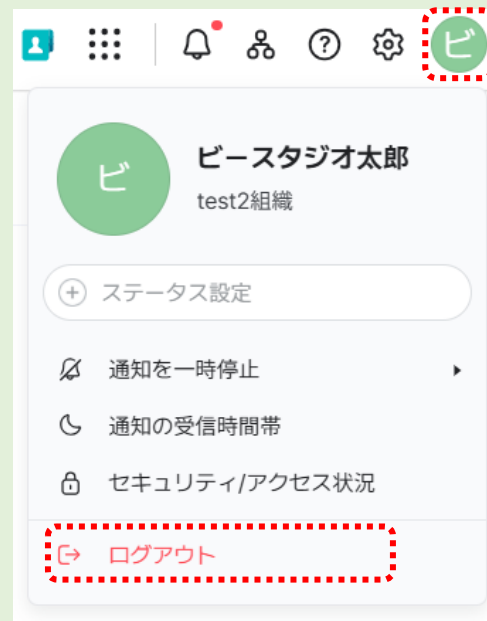 ビ
ビ
ビースタジオ太郎
test2組織
ステータス設定
通知を一時停止
通知の受信時間帯
セキュリティ/アクセス状況
ログアウト